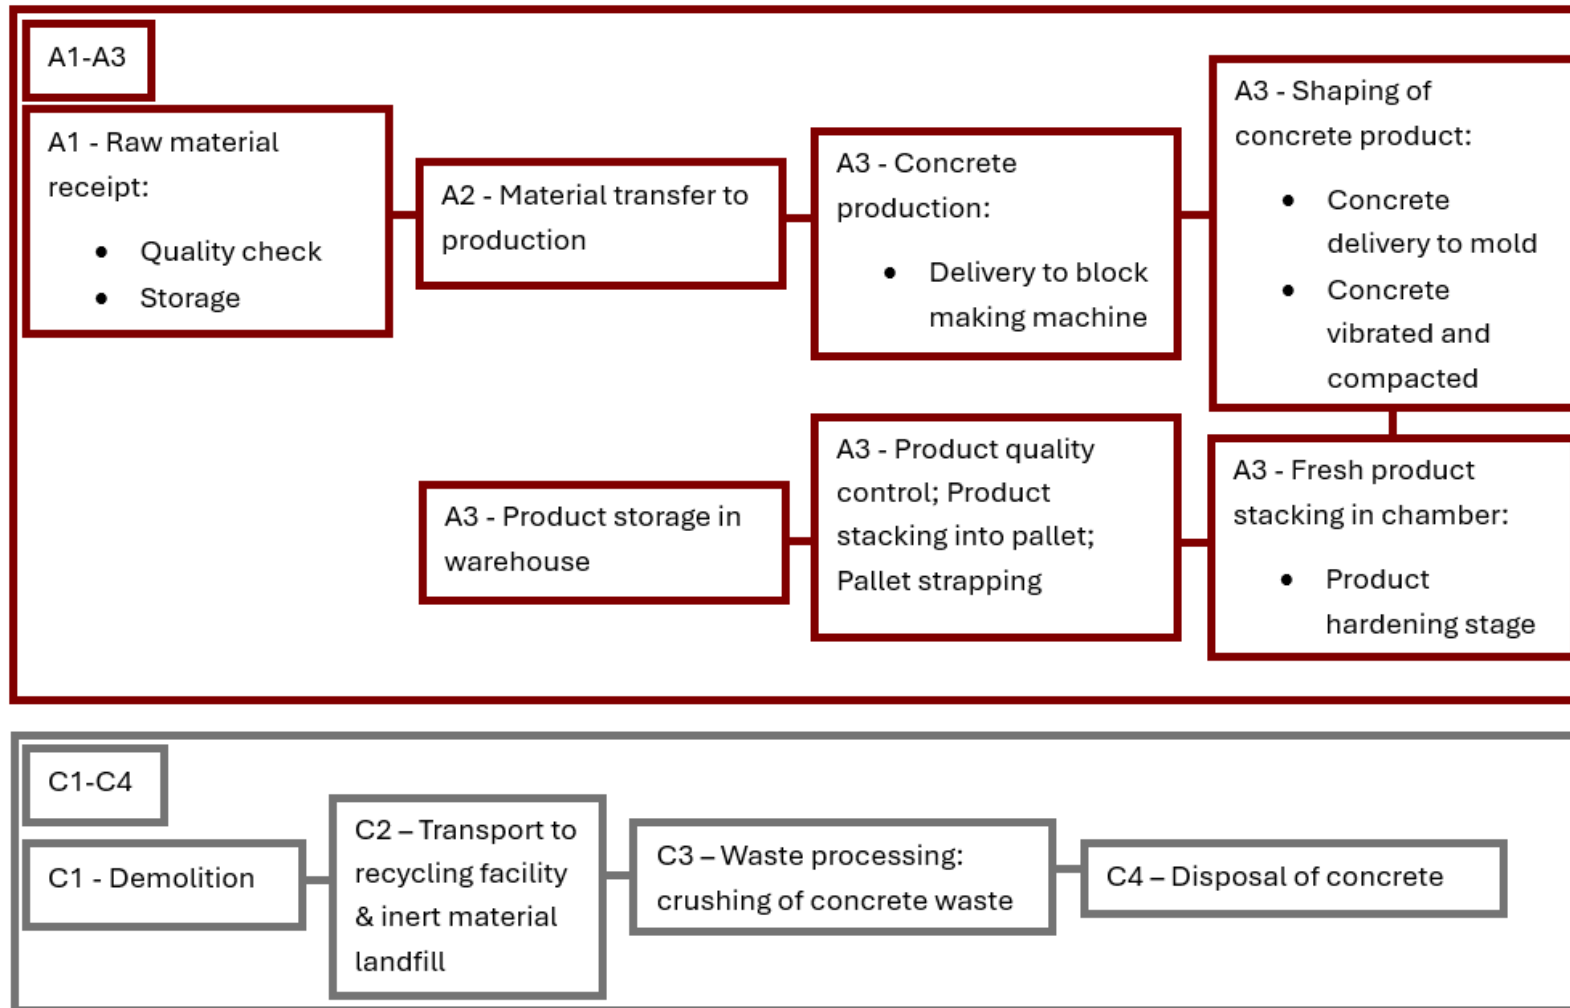 A1-A3
A1 - Raw material
receipt:
• Quality check
• Storage
A2 - Material transfer to
production
A3 - Concrete
production:
• Delivery to block
making machine
A3 - Shaping of
concrete product:
• Concrete
delivery to mold
• Concrete
vibrated and
compacted
A3 - Fresh product
stacking in chamber:
• Product
hardening stage
A3 - Product quality
control; Product
stacking into pallet;
Pallet strapping
A3 - Product storage in
warehouse
C1-C4
C1 - Demolition
C2 – Transport to
recycling facility
& inert material
landfill
C3 – Waste processing:
crushing of concrete waste
C4 – Disposal of concrete